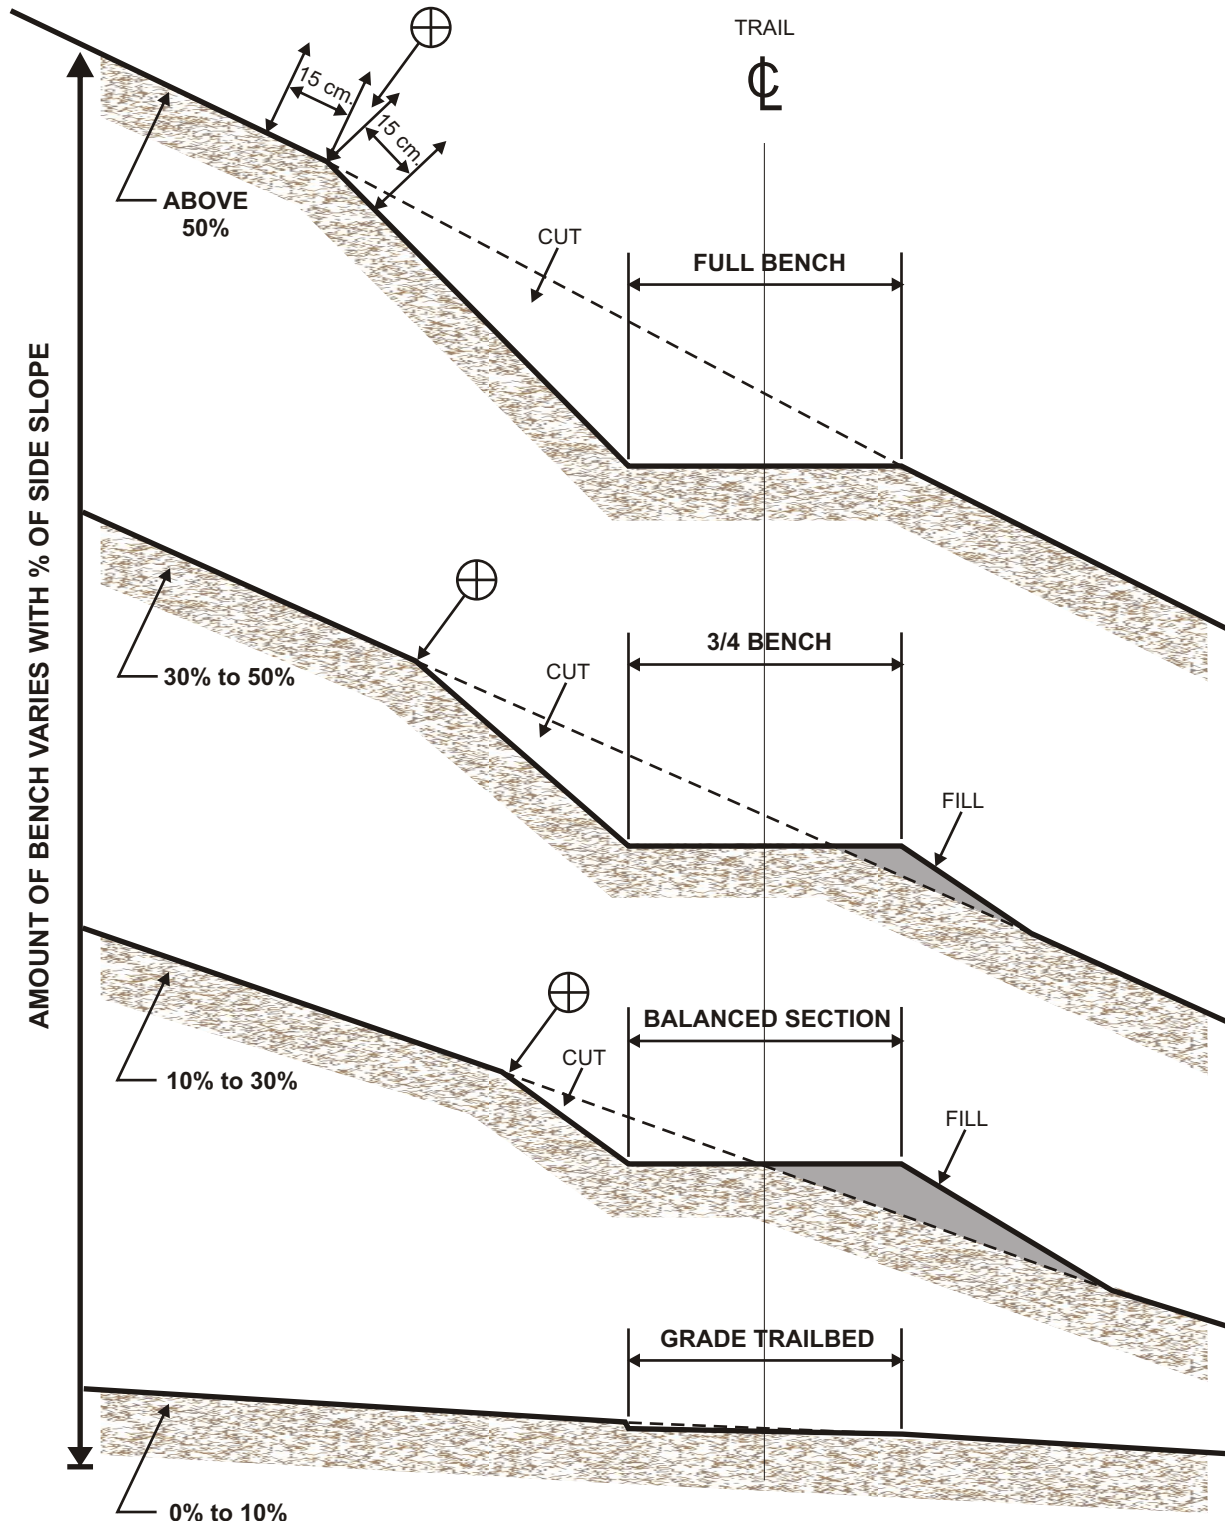 TRAIL
℄
15 cm.
15 cm.
ABOVE
50%
CUT
FULL BENCH
AMOUNT OF BENCH VARIES WITH % OF SIDE SLOPE
30% to 50%
CUT
3/4 BENCH
FILL
10% to 30%
CUT
BALANCED SECTION
FILL
GRADE TRAILBED
0% to 10%